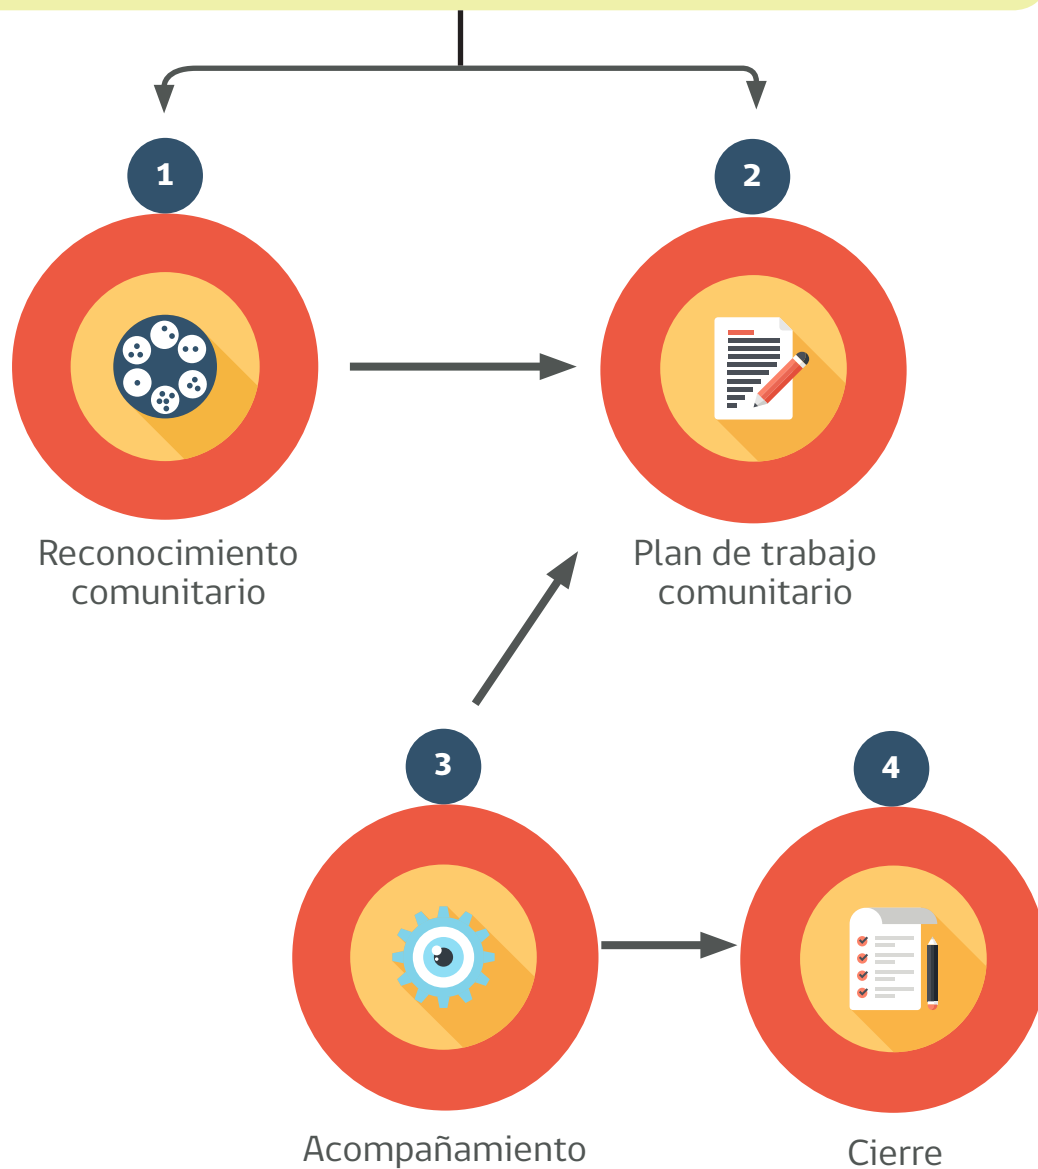 1
2
Reconocimiento
comunitario
Plan de trabajo
comunitario
3
4
Acompañamiento
Cierre